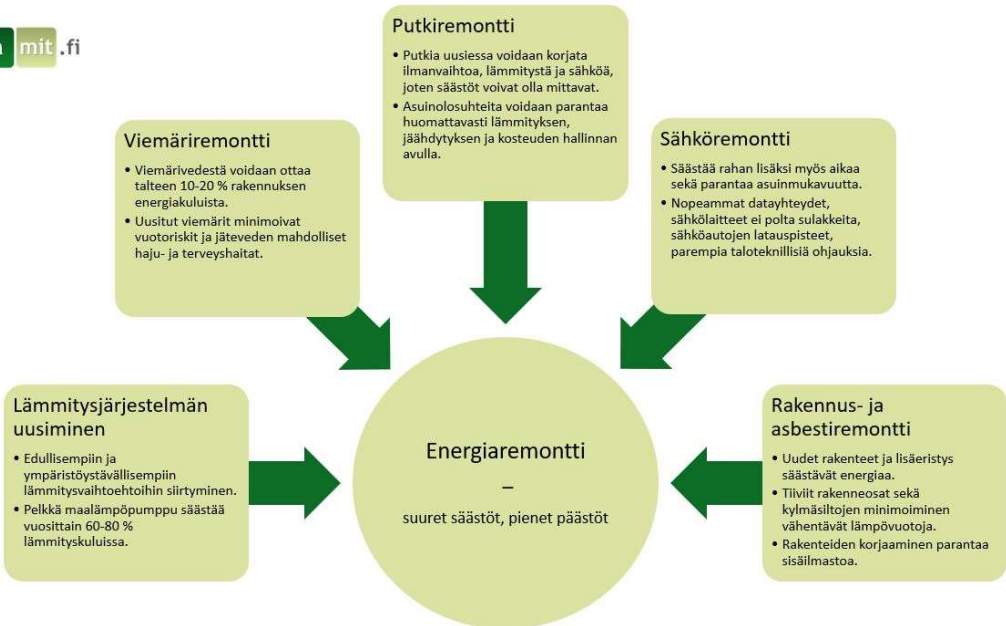 mit.fi
Putkiremontti
• Putkia uusiessa voidaan korjata
ilmanvaihtoa, lämmitystä ja sähköä,
joten säästöt voivat olla mittavat.
• Asuinolosuhteita voidaan parantaa
huomattavasti lämmityksen,
jäähdytyksen ja kosteuden hallinnan
avulla.
Viemäriremontti
• Viemärivedestä voidaan ottaa
talteen 10-20 % rakennuksen
energiakuluista.
• Uusitut viemärit minimoivat
vuotoriskit ja jäteveden mahdolliset
haju- ja terveyshaitat.
Sähköremontti
• Säästää rahan lisäksi myös aikaa
sekä parantaa asuinmukavuutta.
• Nopeammat datayhteydet,
sähkölaitteet ei polta sulakkeita,
sähköautojen latauspisteet,
parempia taloteknillisiä ohjauksia.
Lämmitysjärjestelmän
uusiminen
• Edullisempiin ja
ympäristöystävällisempiin
lämmitysvaihtoehtoihin siirtyminen.
• Pelkkä maalämpöpumppu säästää
vuosittain 60-80 %
lämmityskuluissa.
Energiaremontti
–
suuret säästöt, pienet päästöt
Rakennus- ja
asbestiremontti
• Uudet rakenteet ja lisäeristys
säästävät energiaa.
• Tiiviit rakenneosat sekä
kylmäsiltojen minimoiminen
vähentävät lämpövuotoja.
• Rakenteiden korjaaminen parantaa
sisäilmastoa.